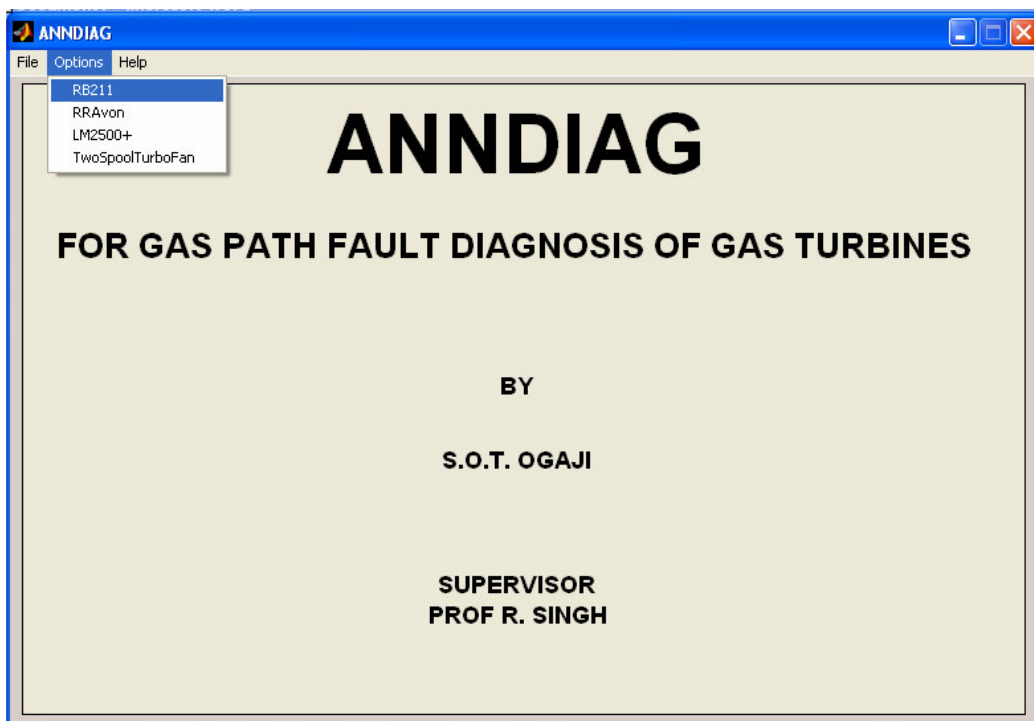 ANNDIAG
File Options Help
RB211
RRAvon
LM2500+
TwoSpoolTurboFan
ANNDIAG
FOR GAS PATH FAULT DIAGNOSIS OF GAS TURBINES
BY
S.O.T. OGAJI
SUPERVISOR
PROF R. SINGH